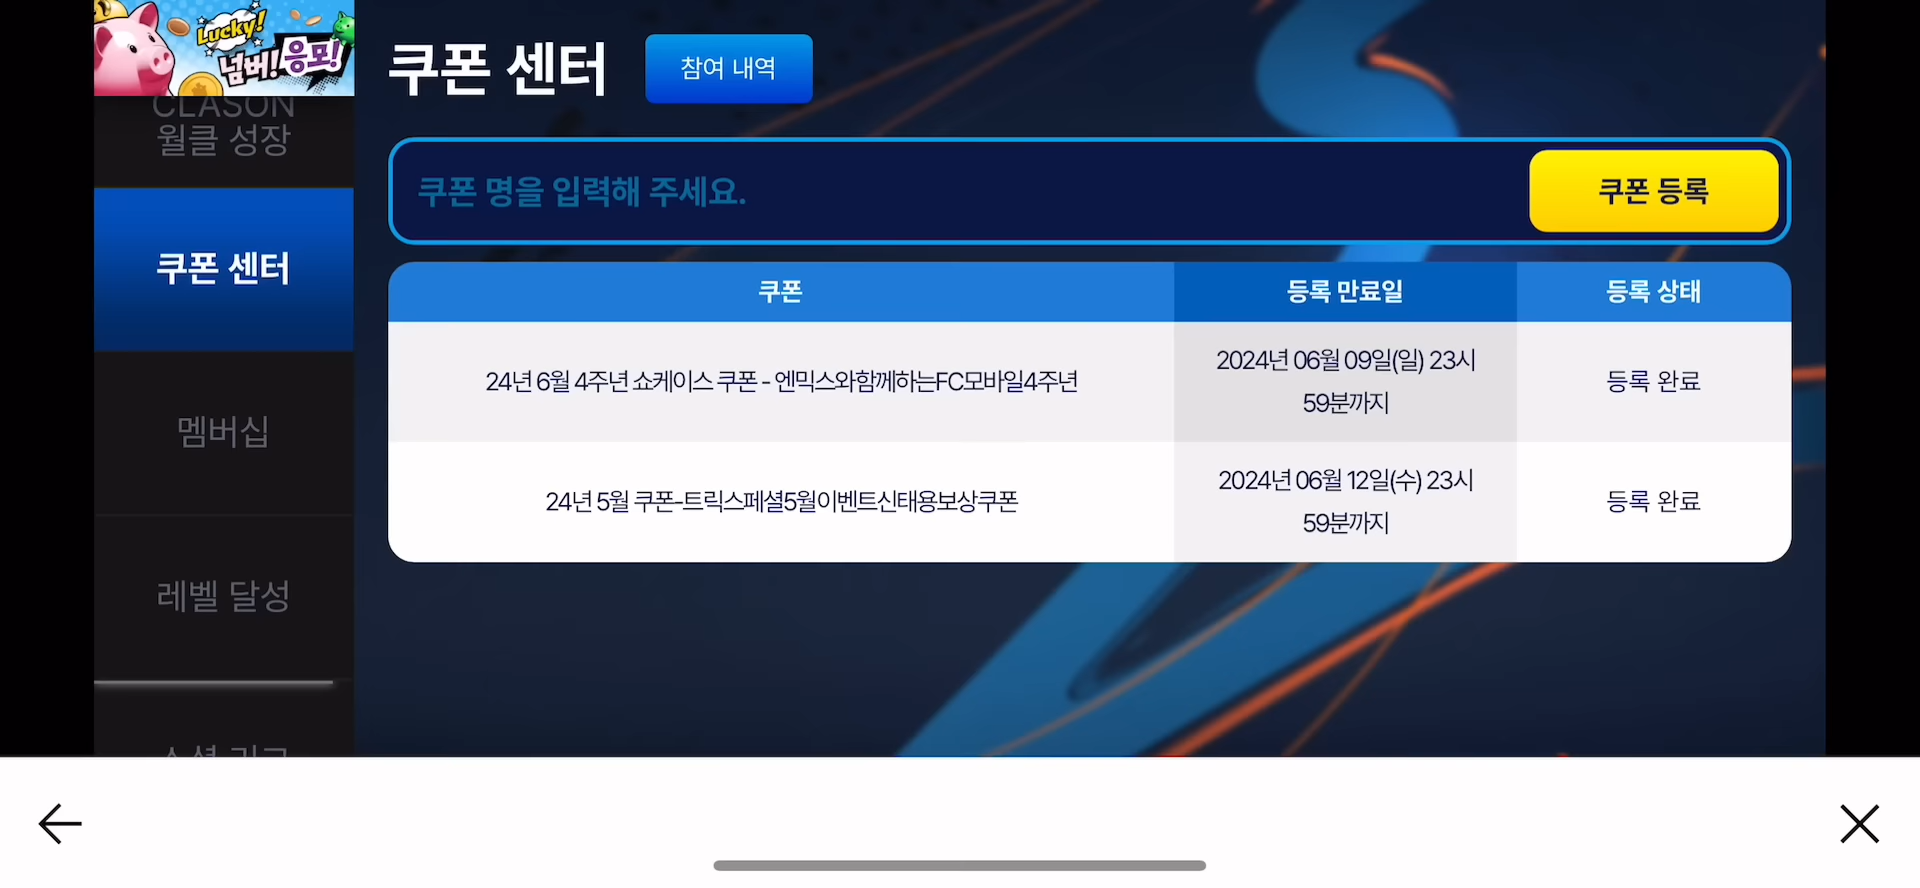 Lucky!
넘버!응모!
CLASON
월클 성장
쿠폰 센터
멤버십
레벨 달성
쿠폰 센터
참여 내역
쿠폰 명을 입력해 주세요.
쿠폰 등록
쿠폰
등록 만료일
등록 상태
24년 6월 4주년 쇼케이스 쿠폰 - 엔믹스와함께하는FC모바일4주년
2024년 06월 09일(일) 23시
59분까지
등록 완료
24년 5월 쿠폰-트릭스페셜5월이벤트신태용보상쿠폰
2024년 06월 12일(수) 23시
59분까지
등록 완료